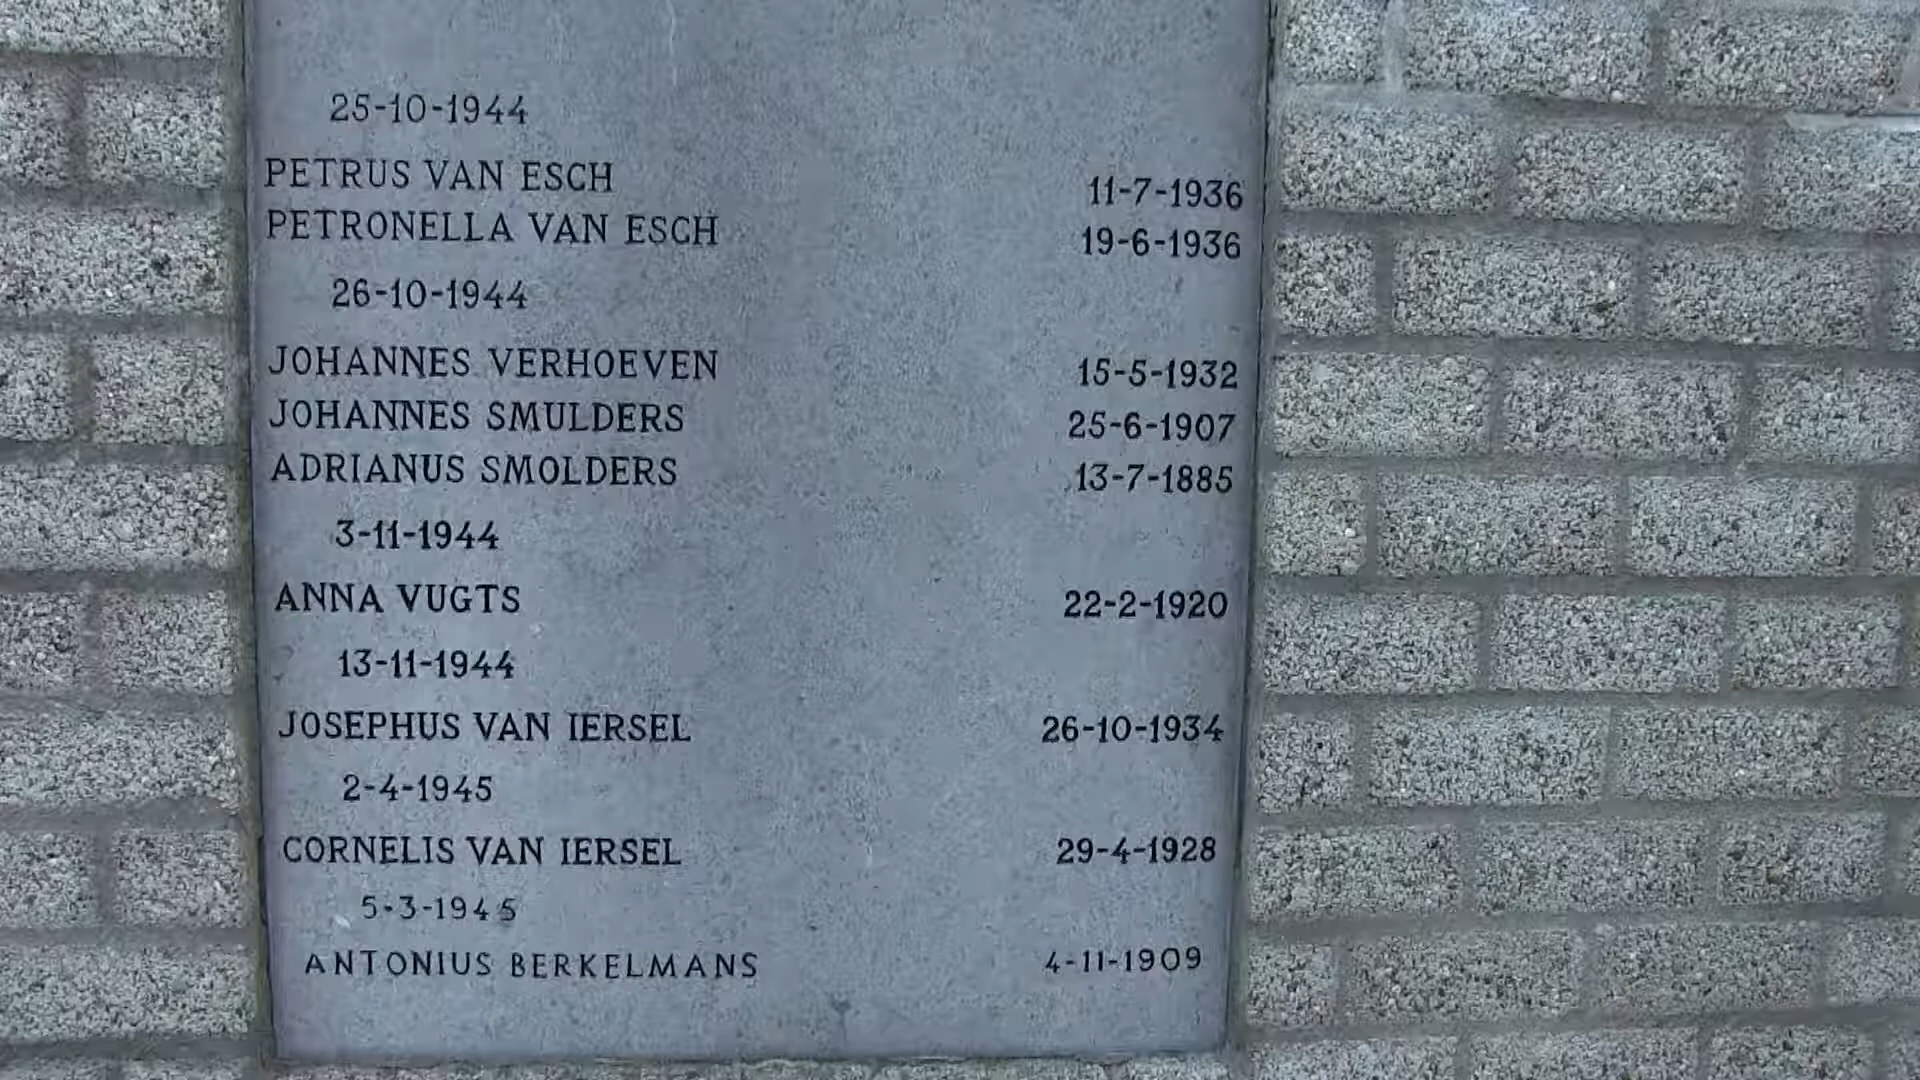 25-10-1944
PETRUS VAN ESCH 11-7-1936
PETRONELLA VAN ESCH 19-6-1936
26-10-1944
JOHANNES VERHOEVEN 15-5-1932
JOHANNES SMULDERS 25-6-1907
ADRIANUS SMOLDERS 13-7-1885
3-11-1944
ANNA VUGTS 22-2-1920
13-11-1944
JOSEPHUS VAN IERSEL 26-10-1934
2-4-1945
CORNELIS VAN IERSEL 29-4-1928
5-3-1945
ANTONIUS BERKELMANS 4-11-1909